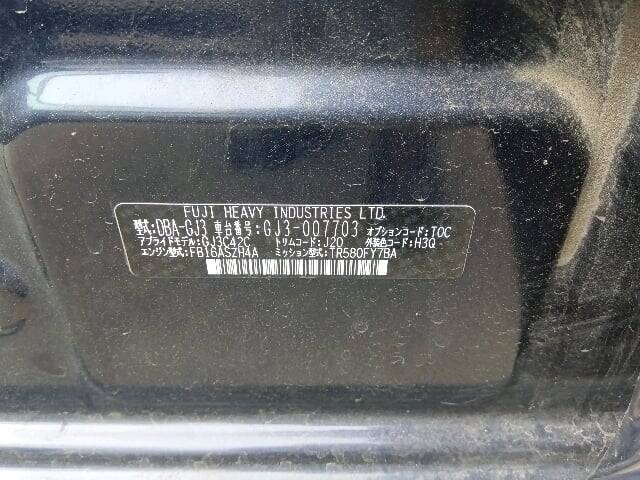 FUJI HEAVY INDUSTRIES LTD.
型式:DBA-GJ3 車台番号:GJ3-007703 オプションコード:TOC
アプライドモデル:GJ3C42C トリムコード:J20 外装色コード:H3Q
エンジン型式:FB16ASZH4A ミッション型式:TR580FY7BA